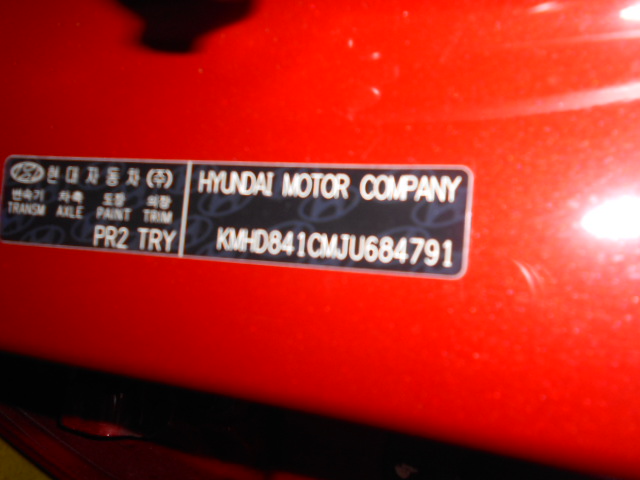 현대자동차(주)
변속기 차축 도장 의장
TRANSM AXLE PAINT TRIM
PR2 TRY
HYUNDAI MOTOR COMPANY
KMHD841CMJU684791